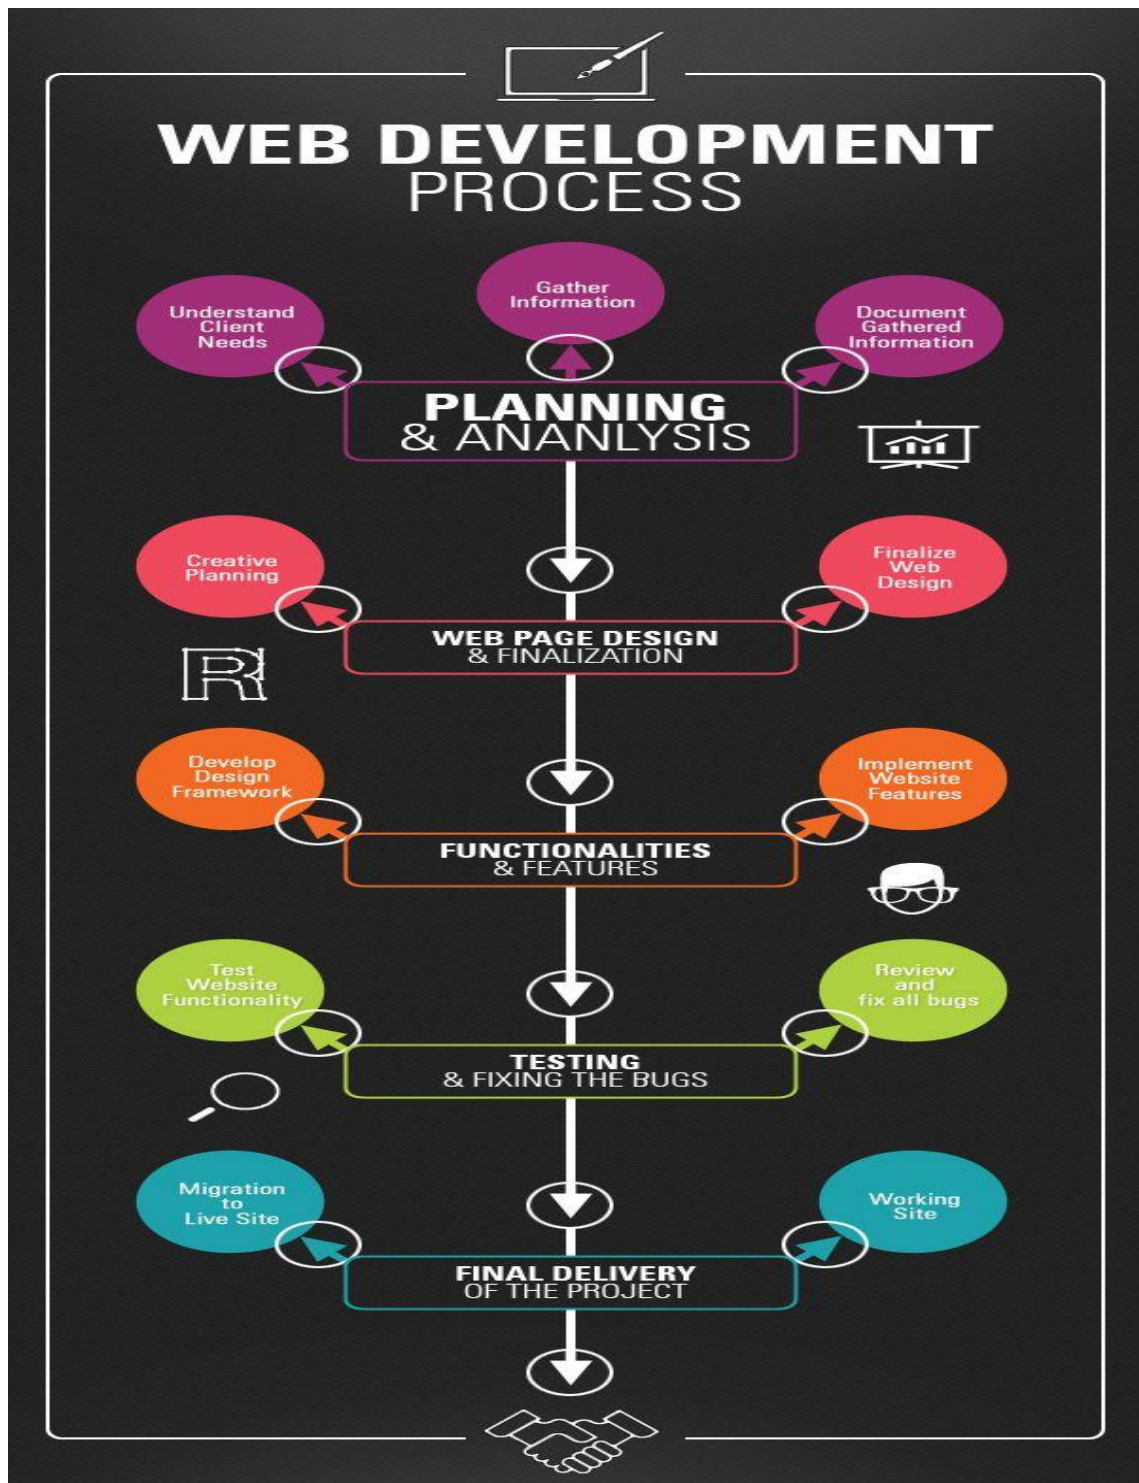 WEB DEVELOPMENT
PROCESS
Understand
Client
Needs
Gather
Information
Document
Gathered
Information
PLANNING
& ANANLYSIS
Creative
Planning
Finalize
Web
Design
WEB PAGE DESIGN
& FINALIZATION
R
Develop
Design
Framework
Implement
Website
Features
FUNCTIONALITIES
& FEATURES
Test
Website
Functionality
Review
and
fix all bugs
TESTING
& FIXING THE BUGS
Migration
to
Live Site
Working
Site
FINAL DELIVERY
OF THE PROJECT